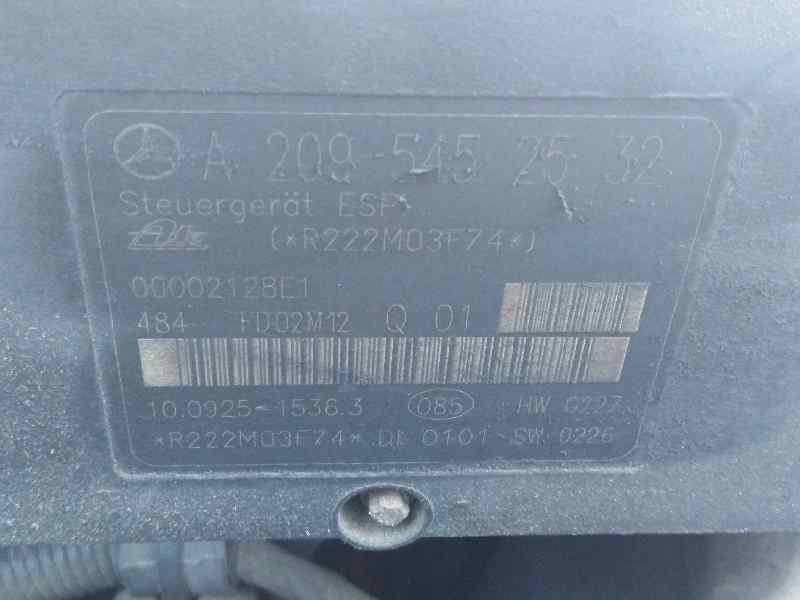 A 209 545 25 32
Steuergerät ESP
Ate (*R222M03F74*)
00002128E1
484 FD02M12 Q 01
10.0925-1536.3 085 HW 0227
*R222M03F74* DL 0101 SW 0226